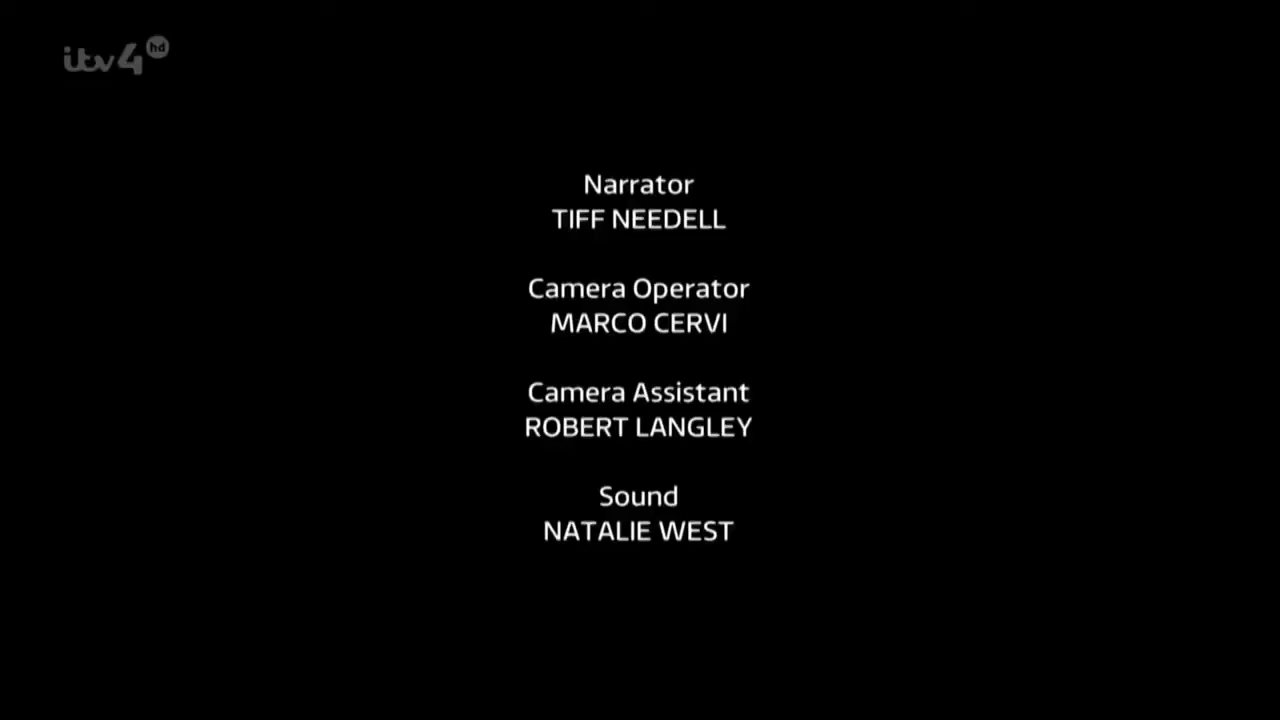 itv4 hd
Narrator
TIFF NEEDELL
Camera Operator
MARCO CERVI
Camera Assistant
ROBERT LANGLEY
Sound
NATALIE WEST